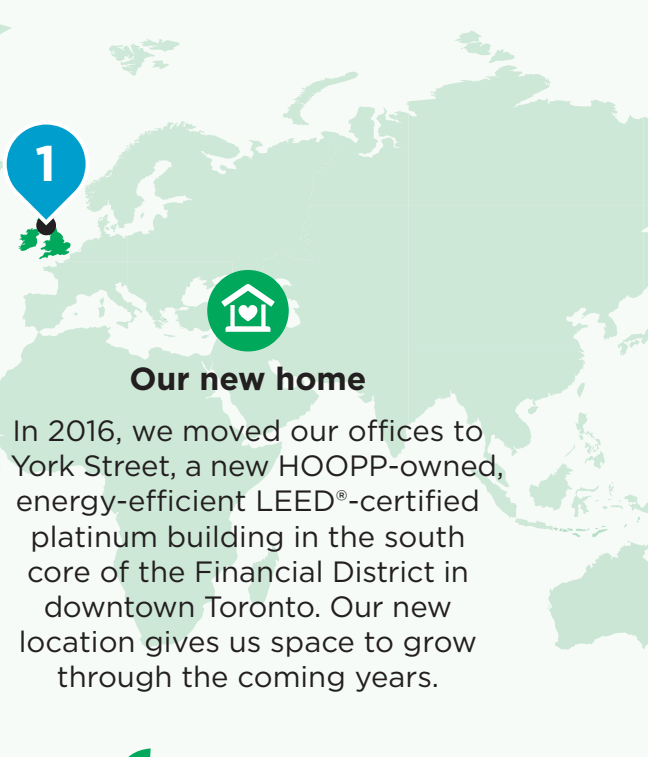 1
Our new home
In 2016, we moved our offices to
York Street, a new HOOPP-owned,
energy-efficient LEED®-certified
platinum building in the south
core of the Financial District in
downtown Toronto. Our new
location gives us space to grow
through the coming years.